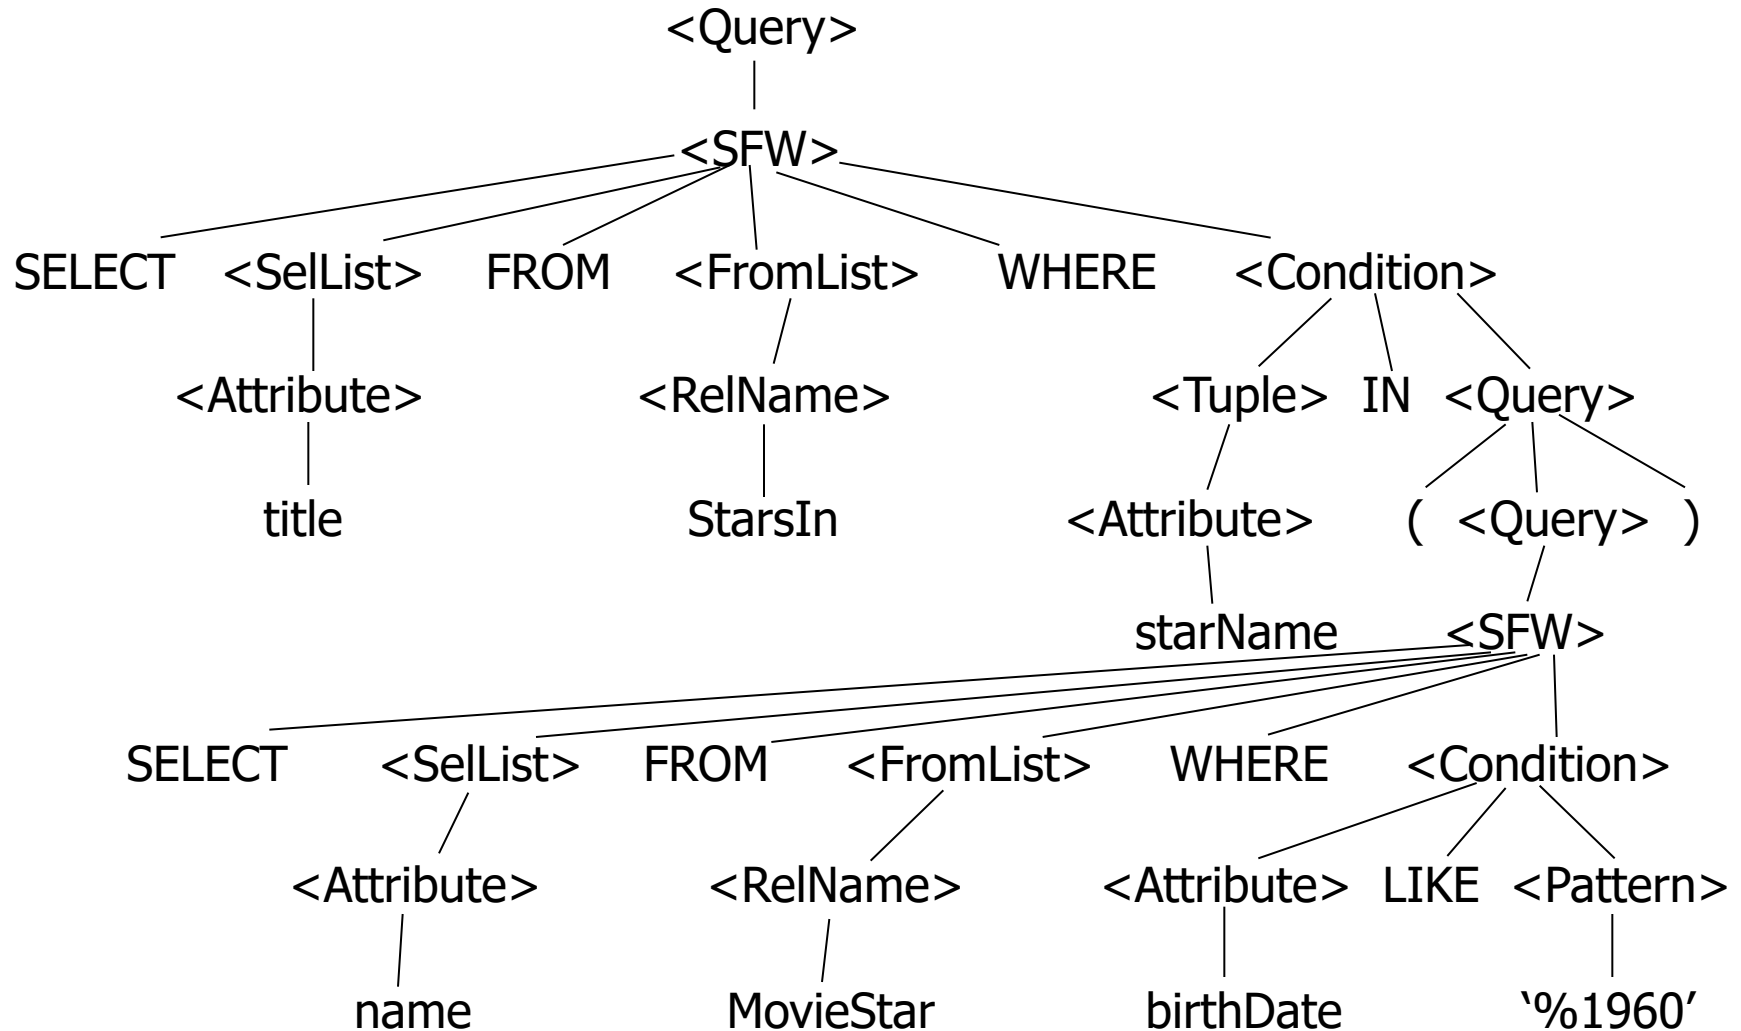 <Query>
<SFW>
SELECT <SelList> FROM <FromList> WHERE <Condition>
<Attribute> <RelName> <Tuple> IN <Query>
title StarsIn <Attribute> ( <Query> )
starName <SFW>
SELECT <SelList> FROM <FromList> WHERE <Condition>
<Attribute> <RelName> <Attribute> LIKE <Pattern>
name MovieStar birthDate ‘%1960’